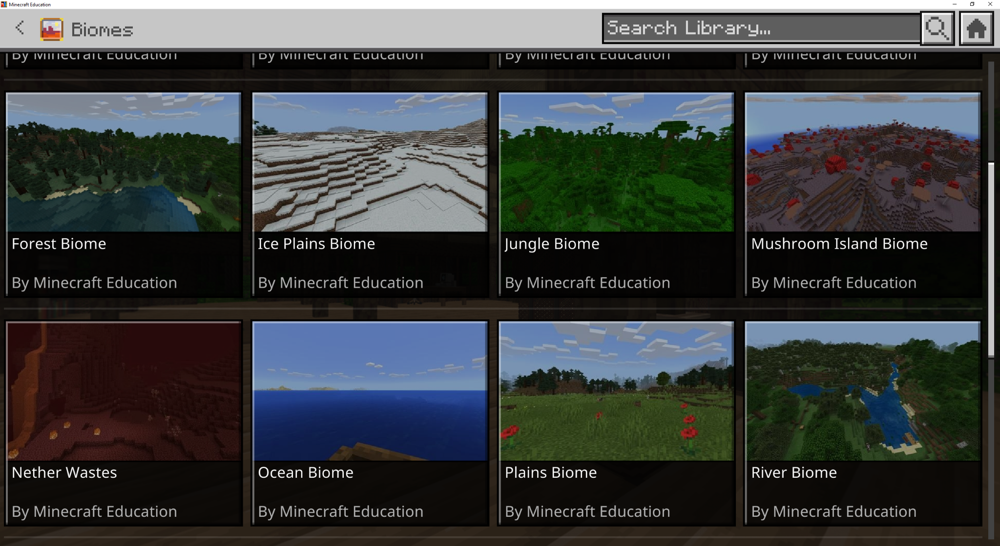 Minecraft Education
Biomes
Search Library...
By Minecraft Education
By Minecraft Education
By Minecraft Education
By Minecraft Education
Forest Biome
Ice Plains Biome
Jungle Biome
Mushroom Island Biome
By Minecraft Education
By Minecraft Education
By Minecraft Education
By Minecraft Education
Nether Wastes
Ocean Biome
Plains Biome
River Biome
By Minecraft Education
By Minecraft Education
By Minecraft Education
By Minecraft Education